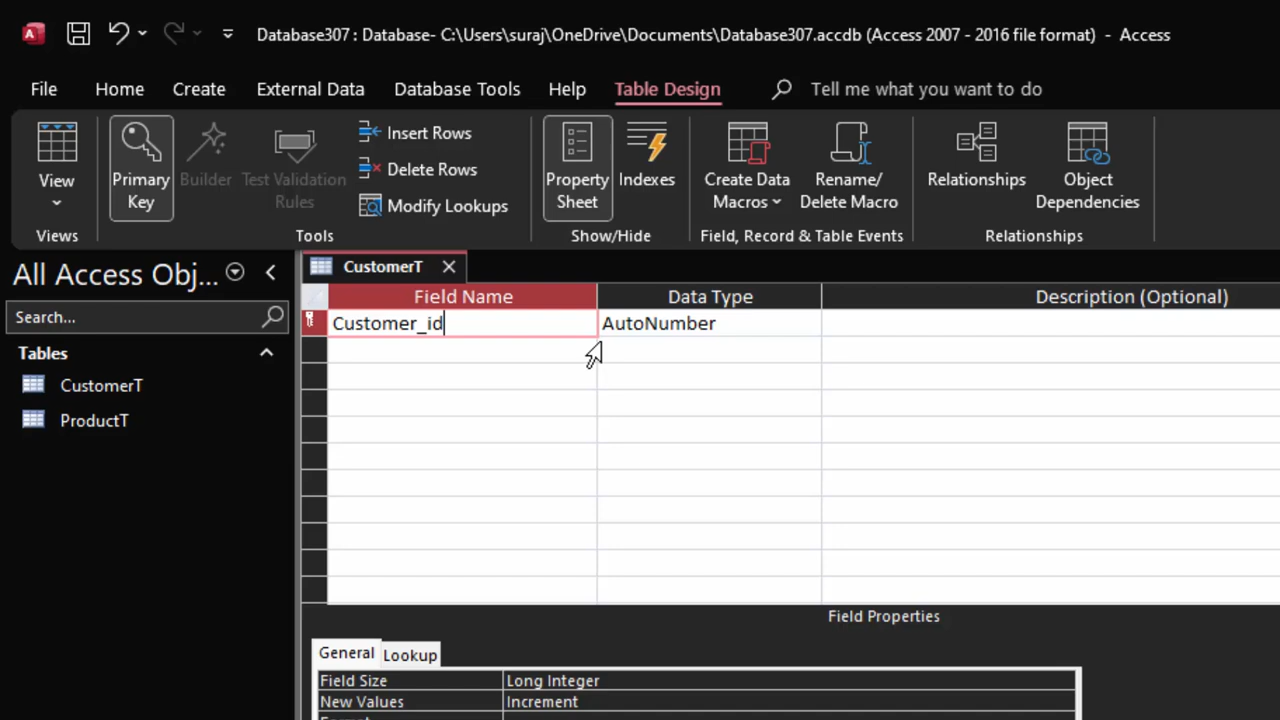 Database307 : Database- C:\Users\suraj\OneDrive\Documents\Database307.accdb (Access 2007 - 2016 file format) - Access
File Home Create External Data Database Tools Help Table Design Tell me what you want to do
View
Primary Key
Builder
Test Validation Rules
Insert Rows
Delete Rows
Modify Lookups
Property Sheet
Indexes
Create Data Macros
Rename/ Delete Macro
Relationships
Object Dependencies
Views Tools Show/Hide Field, Record & Table Events Relationships
All Access Obj...
Search...
Tables
CustomerT
ProductT
CustomerT
Field Name Data Type Description (Optional)
Customer_id AutoNumber
Field Properties
General Lookup
Field Size Long Integer
New Values Increment